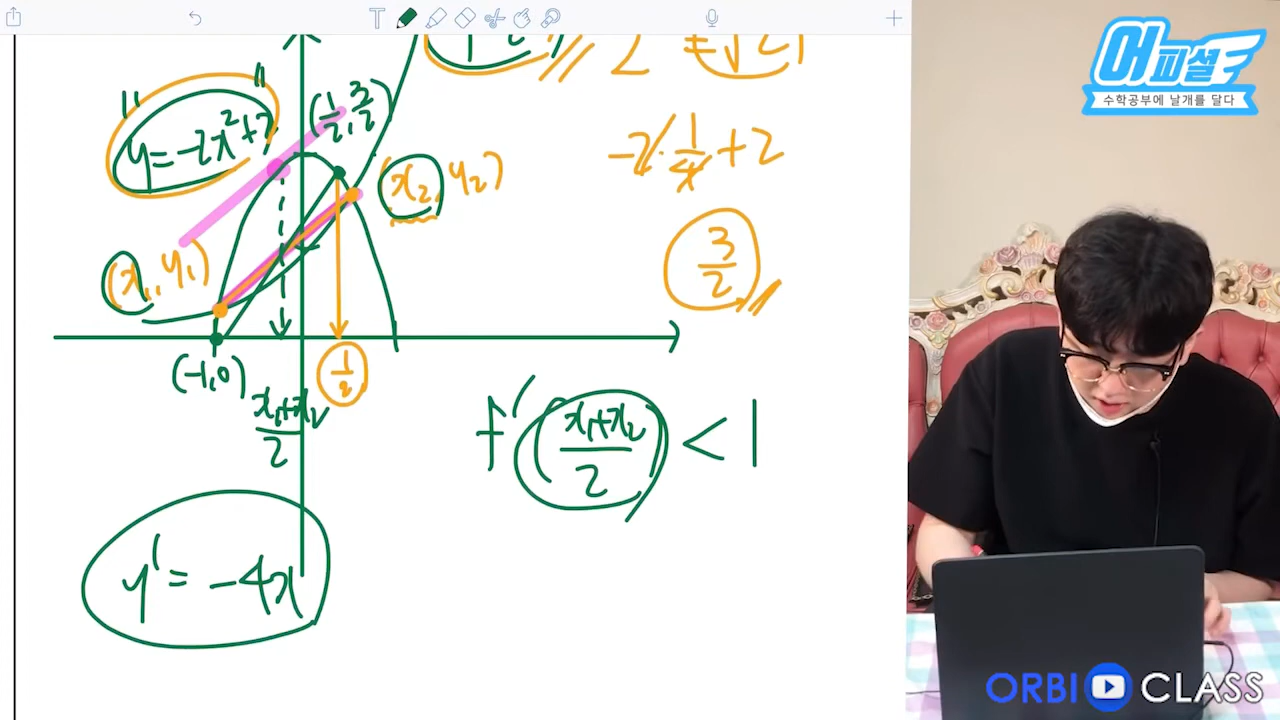 y=-2x²+2
(1/2, 3/2)
(x₂, y₂)
-2·1/4+2
3/2
(x₁, y₁)
(-1,0)
1/2
x₁+x₂/2
f'(x₁+x₂/2)<1
y'=-4x
어피셜
수학공부에 날개를 달다
ORBI CLASS